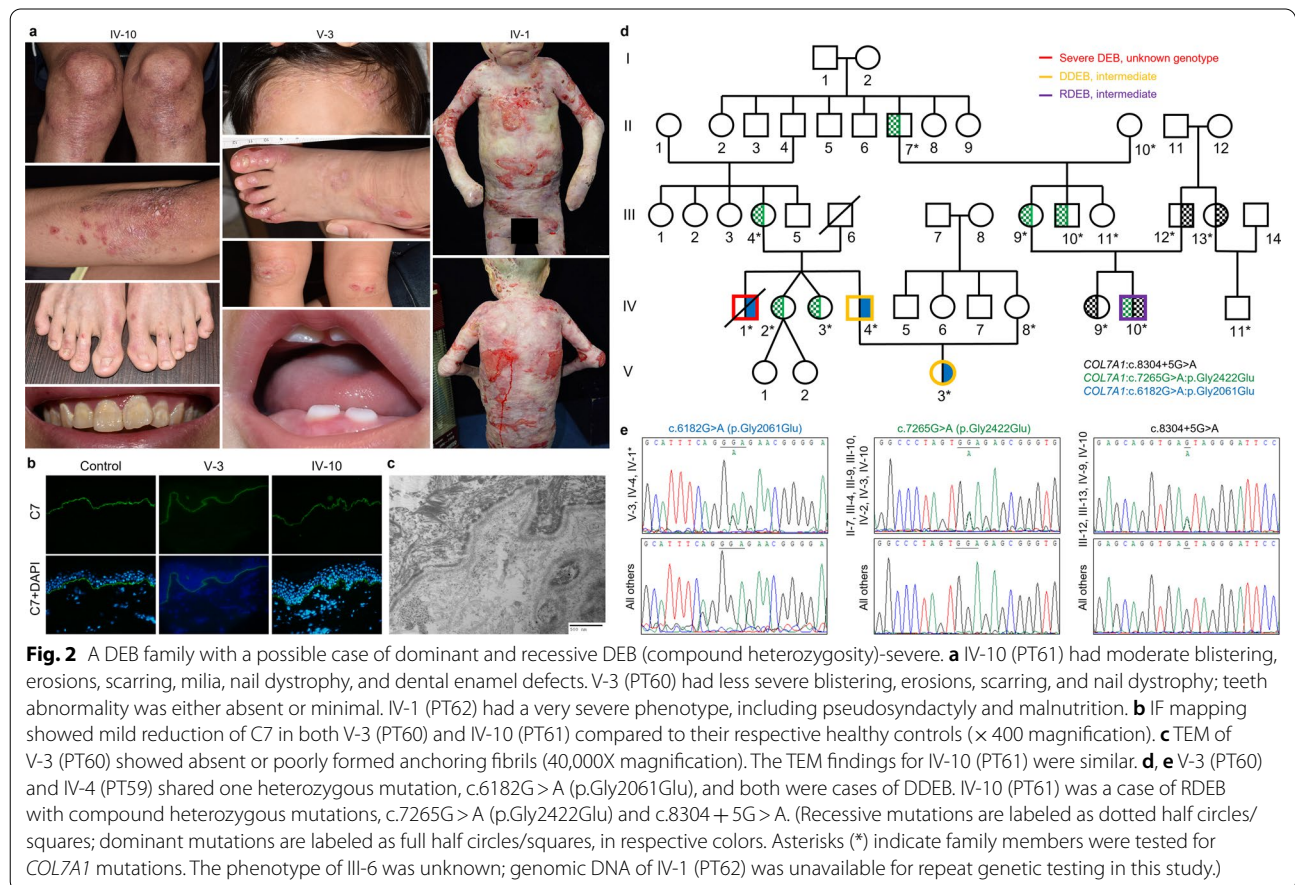 a
IV-10
V-3
IV-1
b
Control
V-3
IV-10
C7
C7+DAPI
c
500 nm
d
Severe DEB, unknown genotype
DDEB, intermediate
RDEB, intermediate
I
1
2
II
1
2
3
4
5
6
7*
8
9
10*
11
12
III
1
2
3
4*
5
6
7
8
9*
10*
11*
12*
13*
14
IV
1*
2*
3*
4*
5
6
7
8*
9*
10*
11*
V
1
2
3*
COL7A1:c.8304+5G>A
COL7A1:c.7265G>A:p.Gly2422Glu
COL7A1:c.6182G>A:p.Gly2061Glu
e
c.6182G>A (p.Gly2061Glu)
V-3, IV-4, IV-1*
G C A T T T C A G G G A G A A C G G G G A
A
All others
G C A T T T C A G G G A G A A C G G G G A
c.7265G>A (p.Gly2422Glu)
II-7, III-4, III-9, III-10,
IV-2, IV-3, IV-10
G G C C C T A G T G G A G A G C G G G T G
A
All others
G G C C C T A G T G G A G A G C G G G T G
c.8304+5G>A
III-12, III-13, IV-9, IV-10
G A G C A G G T G A G T A G G G A T T C C
A
All others
G A G C A G G T G A G T A G G G A T T C C
Fig. 2 A DEB family with a possible case of dominant and recessive DEB (compound heterozygosity)-severe. a IV-10 (PT61) had moderate blistering,
erosions, scarring, milia, nail dystrophy, and dental enamel defects. V-3 (PT60) had less severe blistering, erosions, scarring, and nail dystrophy; teeth
abnormality was either absent or minimal. IV-1 (PT62) had a very severe phenotype, including pseudosyndactyly and malnutrition. b IF mapping
showed mild reduction of C7 in both V-3 (PT60) and IV-10 (PT61) compared to their respective healthy controls (× 400 magnification). c TEM of
V-3 (PT60) showed absent or poorly formed anchoring fibrils (40,000X magnification). The TEM findings for IV-10 (PT61) were similar. d, e V-3 (PT60)
and IV-4 (PT59) shared one heterozygous mutation, c.6182G > A (p.Gly2061Glu), and both were cases of DDEB. IV-10 (PT61) was a case of RDEB
with compound heterozygous mutations, c.7265G > A (p.Gly2422Glu) and c.8304 + 5G > A. (Recessive mutations are labeled as dotted half circles/
squares; dominant mutations are labeled as full half circles/squares, in respective colors. Asterisks (*) indicate family members were tested for
COL7A1 mutations. The phenotype of III-6 was unknown; genomic DNA of IV-1 (PT62) was unavailable for repeat genetic testing in this study.)